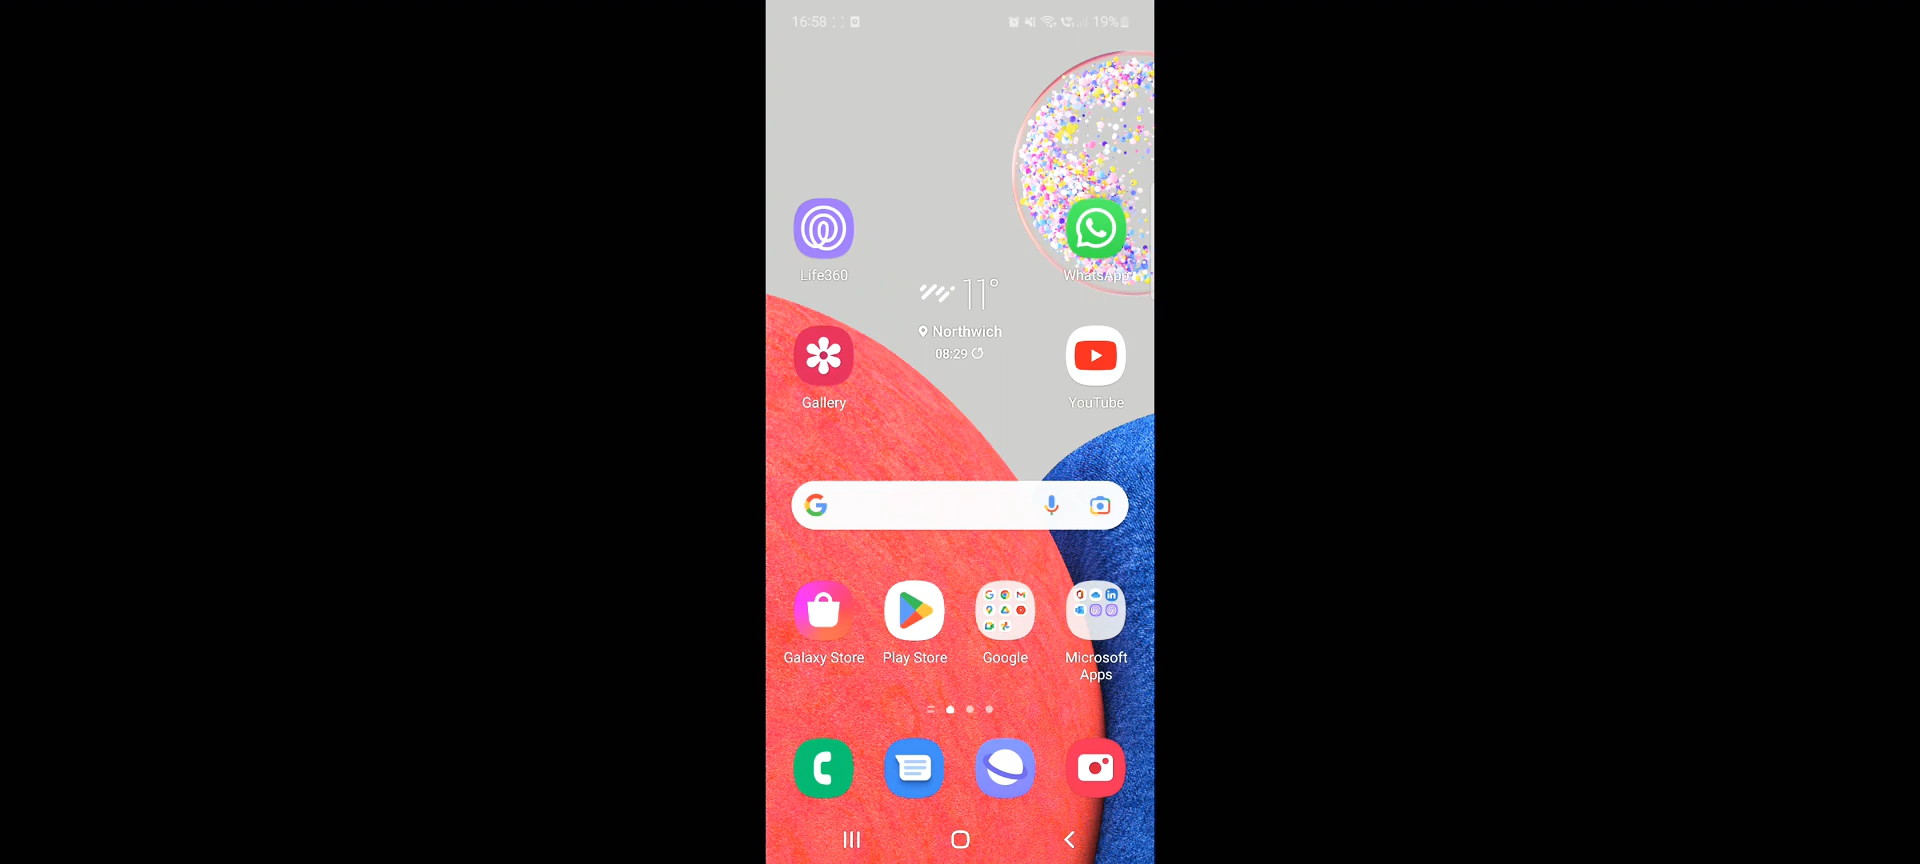 16:58
19%
Life360
WhatsApp
11°
Northwich
08:29
Gallery
YouTube
Galaxy Store
Play Store
Google
Microsoft
Apps